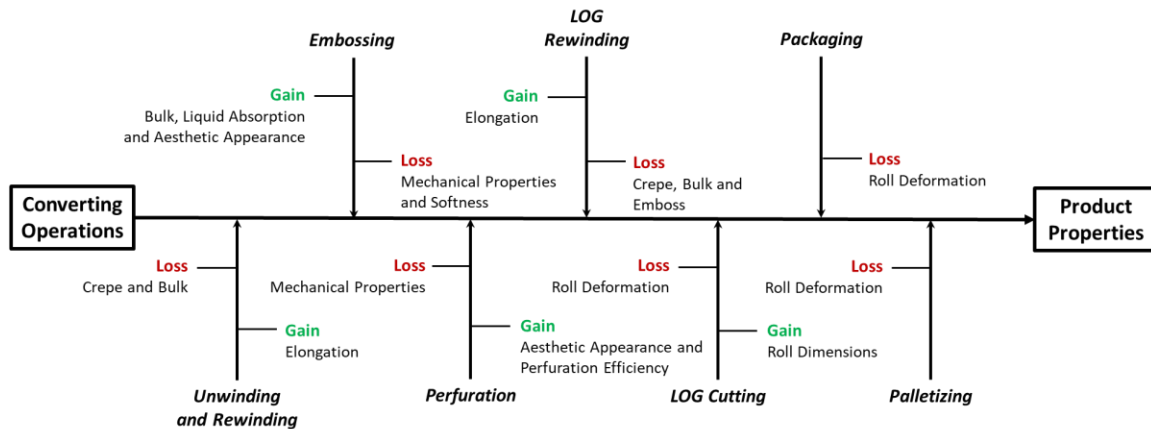 Embossing
LOG
Rewinding
Packaging
Gain
Bulk, Liquid Absorption
and Aesthetic Appearance
Loss
Mechanical Properties
and Softness
Gain
Elongation
Loss
Crepe, Bulk and
Emboss
Loss
Roll Deformation
Converting
Operations
Product
Properties
Loss
Crepe and Bulk
Gain
Elongation
Loss
Mechanical Properties
Gain
Aesthetic Appearance and
Perfuration Efficiency
Loss
Roll Deformation
Gain
Roll Dimensions
Loss
Roll Deformation
Unwinding
and Rewinding
Perfuration
LOG Cutting
Palletizing